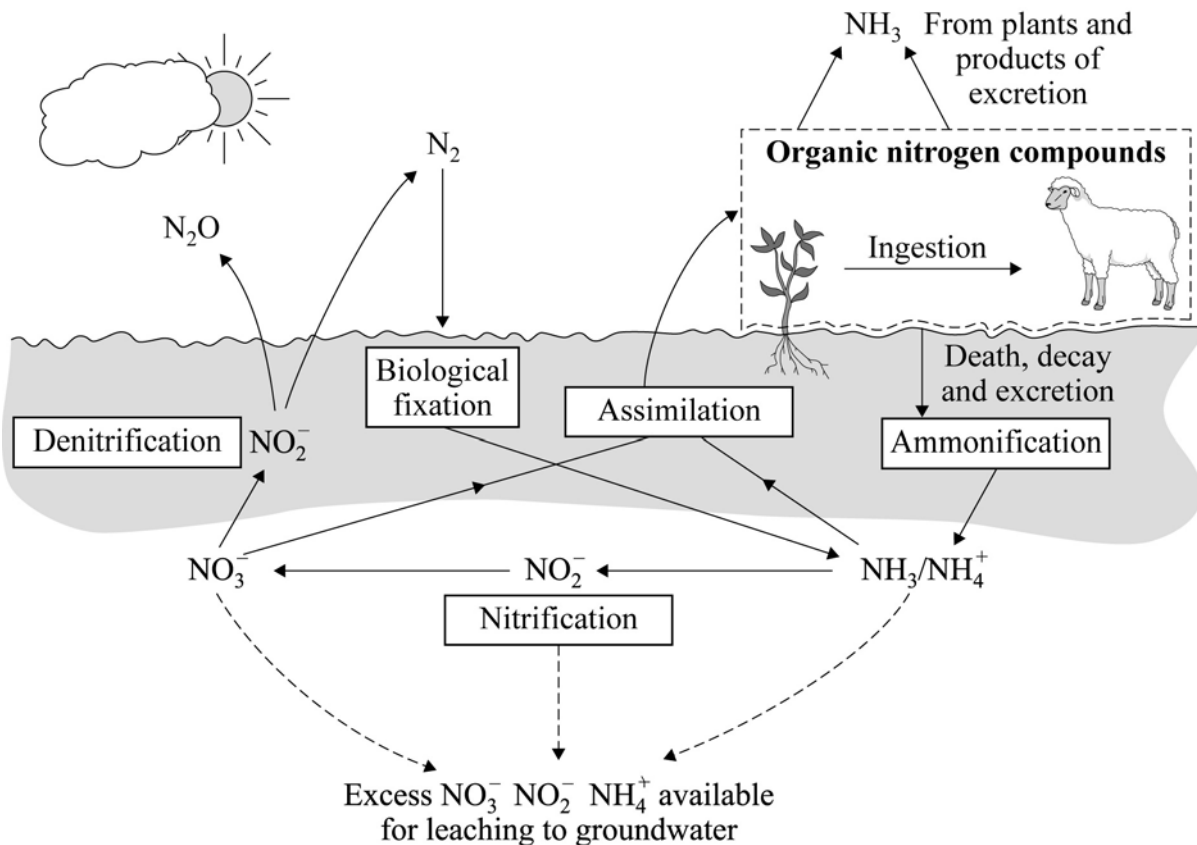 NH₃ From plants and
products of
excretion
Organic nitrogen compounds
N₂
N₂O
Ingestion
Death, decay
and excretion
Biological
fixation
Assimilation
Denitrification
NO₂⁻
Ammonification
NO₃⁻
NO₂⁻
NH₃/NH₄⁺
Nitrification
Excess NO₃⁻ NO₂⁻ NH₄⁺ available
for leaching to groundwater